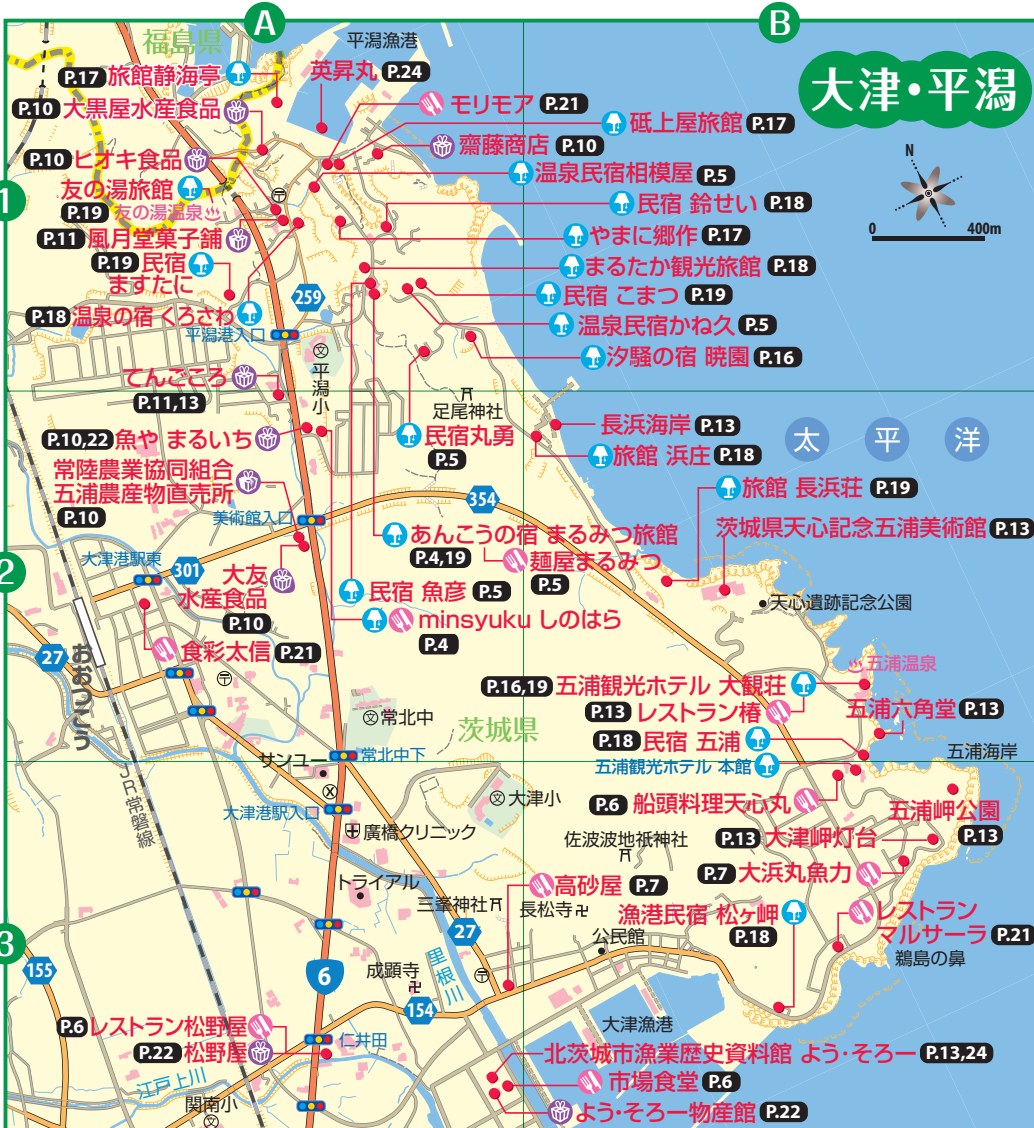 A
B
大津・平潟
福島県
平潟漁港
P.17 旅館静海亭
英昇丸 P.24
P.10 大黒屋水産食品
モリモア P.21
砥上屋旅館 P.17
齋藤商店 P.10
N
0 400m
P.10 ヒオキ食品
温泉民宿相模屋 P.5
1
友の湯旅館
P.19 友の湯温泉
民宿 鈴せい P.18
P.11 風月堂菓子舗
やまに郷作 P.17
P.19 民宿
ますたに
まるたか観光旅館 P.18
民宿 こまつ P.19
259
P.18 温泉の宿 くろさわ
温泉民宿かね久 P.5
平潟港入口
汐騒の宿 暁園 P.16
平潟小
てんごころ
P.11,13
足尾神社
長浜海岸 P.13
太平洋
P.10,22 魚や まるいち
民宿丸勇
P.5
旅館 浜庄 P.18
常陸農業協同組合
五浦農産物直売所
P.10
旅館 長浜荘 P.19
354
美術館入口
茨城県天心記念五浦美術館 P.13
あんこうの宿 まるみつ旅館
P.4,19
麺屋まるみつ
P.5
大津港駅東
2
301
大友
水産食品
P.10
民宿 魚彦 P.5
天心遺跡記念公園
minsyuku しのはら
P.4
食彩太信 P.21
27
おおつこう
五浦温泉
P.16,19 五浦観光ホテル 大観荘
P.13 レストラン椿
五浦六角堂 P.13
常北中
茨城県
P.18 民宿 五浦
五浦海岸
サンユー
常北中下
五浦観光ホテル 本館
JR常磐線
大津港駅入口
大津小
P.6 船頭料理天心丸
五浦岬公園
P.13
廣橋クリニック
佐波波地祇神社
P.13 大津岬灯台
P.7 大浜丸魚力
トライアル
高砂屋 P.7
三峯神社
長松寺
漁港民宿 松ヶ岬
P.18
レストラン
マルサーラ P.21
3
27
公民館
鵜島の鼻
155
6
成顕寺
里根川
154
大津漁港
P.6 レストラン松野屋
P.22 松野屋
仁井田
北茨城市漁業歴史資料館 よう・そろー P.13,24
市場食堂 P.6
江戸上川
関南小
よう・そろー物産館 P.22